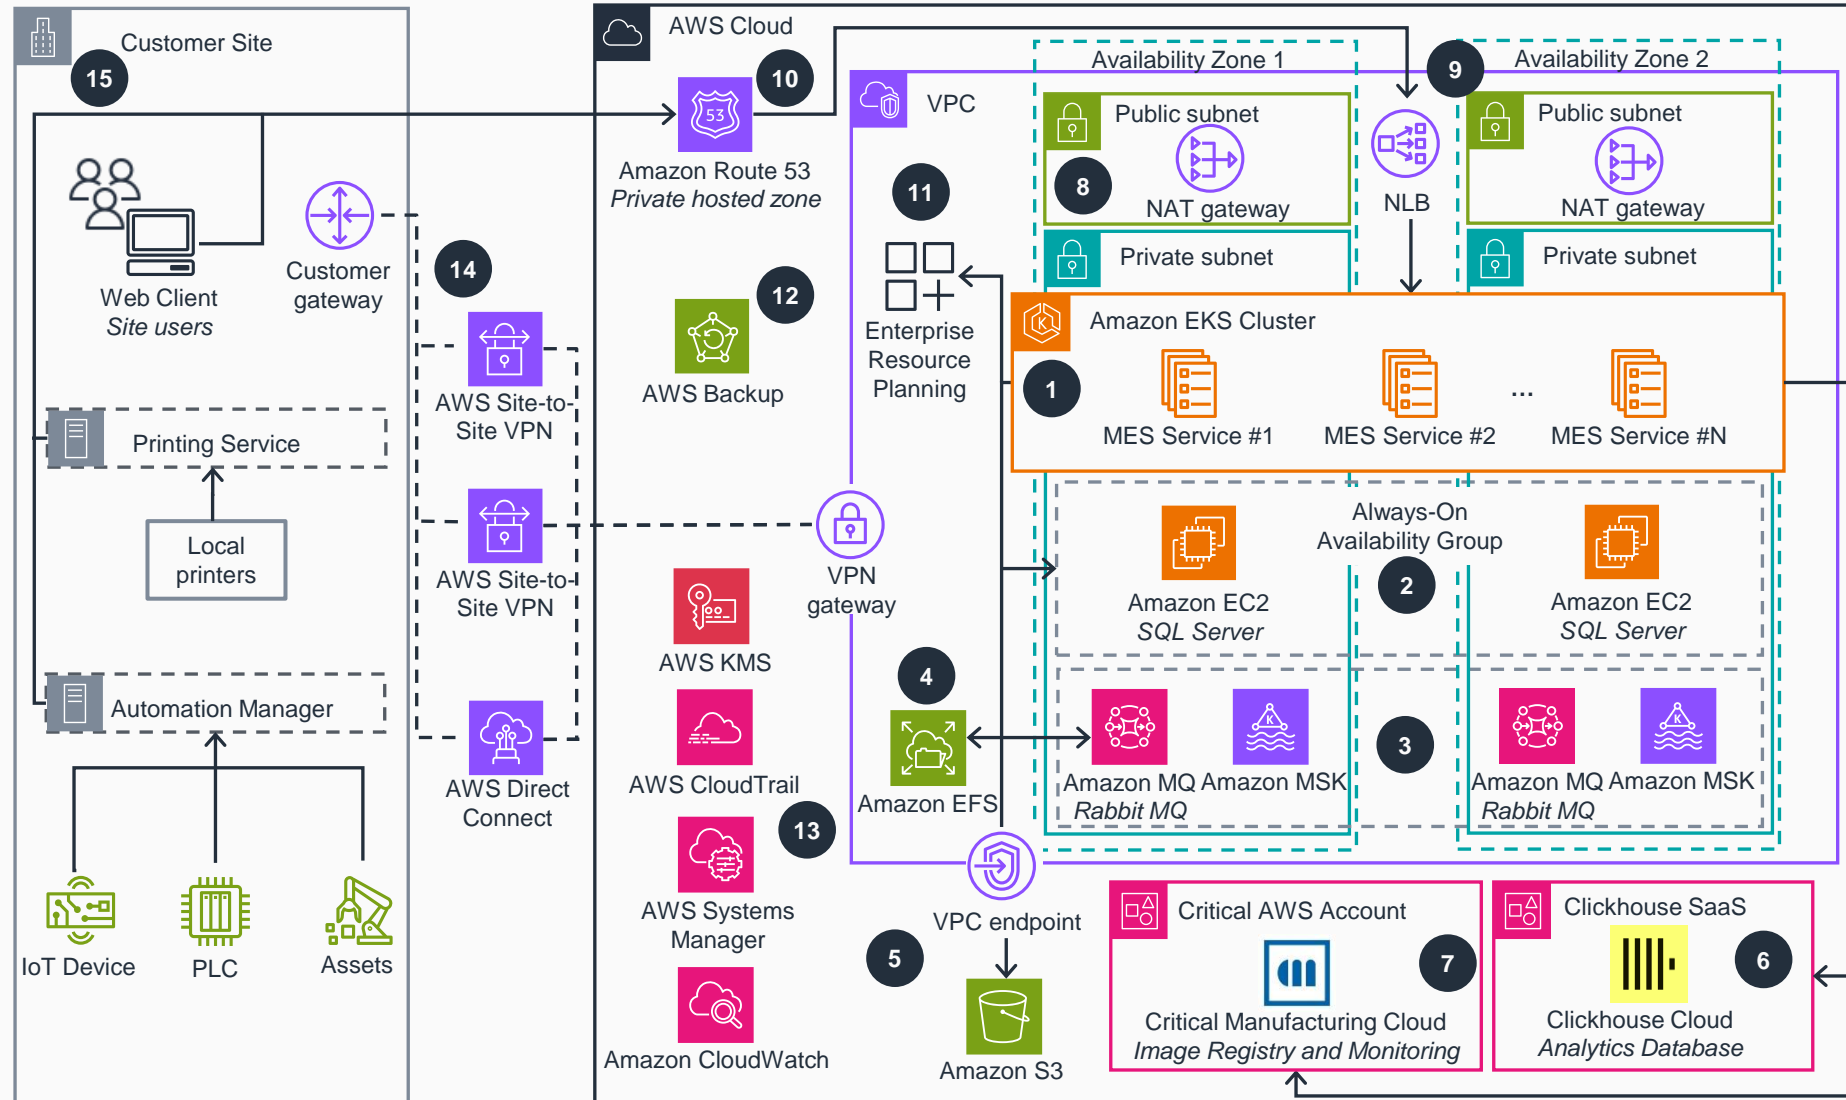 Customer Site
15
Web Client
Site users
Customer
gateway
Printing Service
Local
printers
Automation Manager
IoT Device
PLC
Assets
14
AWS Site-to-
Site VPN
AWS Site-to-
Site VPN
AWS Direct
Connect
AWS Cloud
10
53
Amazon Route 53
Private hosted zone
12
AWS Backup
AWS KMS
AWS CloudTrail
13
AWS Systems
Manager
Amazon CloudWatch
VPC
11
Enterprise
Resource
Planning
VPN
gateway
4
Amazon EFS
VPC endpoint
5
Amazon S3
Availability Zone 1
Public subnet
8
NAT gateway
Private subnet
9
NLB
Availability Zone 2
Public subnet
NAT gateway
Private subnet
K
Amazon EKS Cluster
1
MES Service #1
MES Service #2
...
MES Service #N
Always-On
Availability Group
2
Amazon EC2
SQL Server
Amazon EC2
SQL Server
3
Amazon MQ
Rabbit MQ
K
Amazon MSK
Amazon MQ
Rabbit MQ
K
Amazon MSK
Critical AWS Account
cm
7
Critical Manufacturing Cloud
Image Registry and Monitoring
Clickhouse SaaS
6
Clickhouse Cloud
Analytics Database